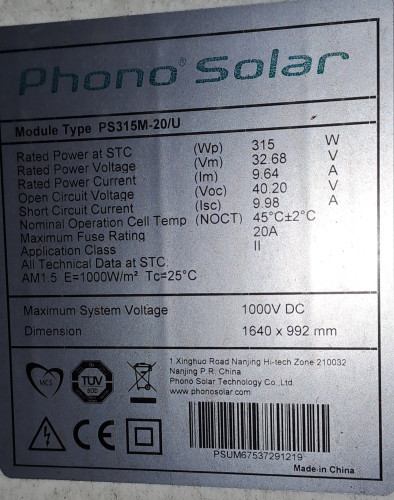 Phono® Solar
Module Type PS315M-20/U
Rated Power at STC (Wp) 315 W
Rated Power Voltage (Vm) 32.68 V
Rated Power Current (Im) 9.64 A
Open Circuit Voltage (Voc) 40.20 V
Short Circuit Current (Isc) 9.98 A
Nominal Operation Cell Temp (NOCT) 45°C±2°C
Maximum Fuse Rating 20A
Application Class II
All Technical Data at STC.
AM1.5 E=1000W/m² Tc=25°C
Maximum System Voltage 1000V DC
Dimension 1640 x 992 mm
MCS
TÜV
SÜD
1 Xinghuo Road Nanjing Hi-tech Zone 210032
Nanjing P.R. China
Phono Solar Technology Co.,Ltd.
www.phonosolar.com
CE
PSUM67537291219
Made in China